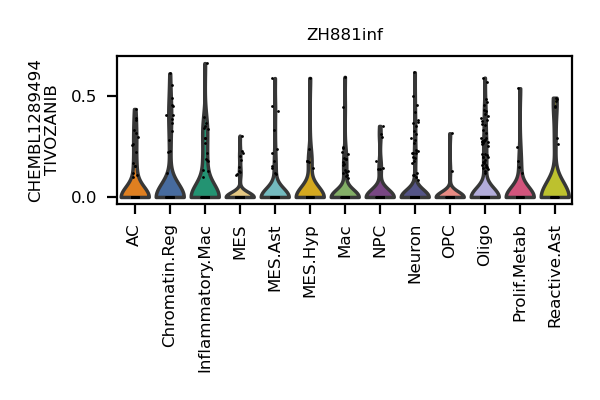 ZH881inf
CHEMBL1289494
TIVOZANIB
0.5
0.0
AC
Chromatin.Reg
Inflammatory.Mac
MES
MES.Ast
MES.Hyp
Mac
NPC
Neuron
OPC
Oligo
Prolif.Metab
Reactive.Ast